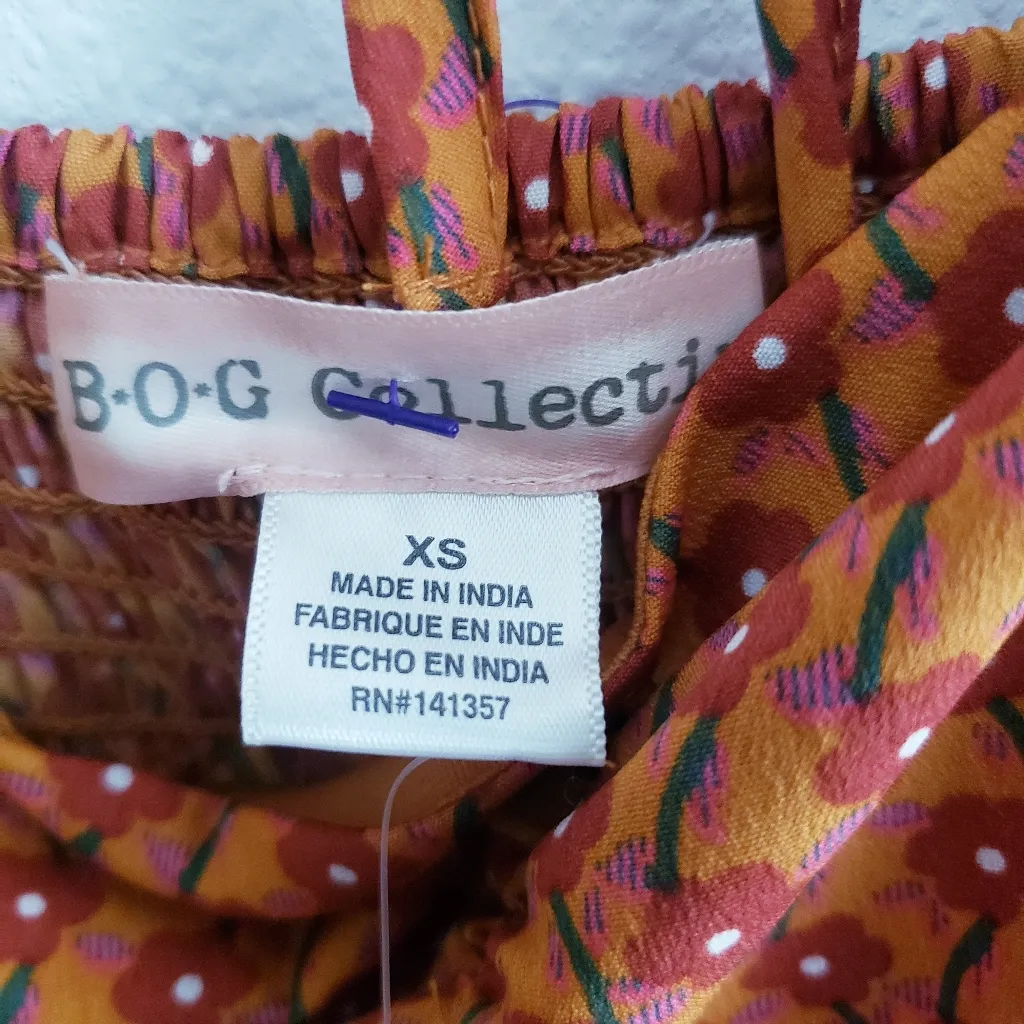 B*O*G Collecti
XS
MADE IN INDIA
FABRIQUE EN INDE
HECHO EN INDIA
RN#141357